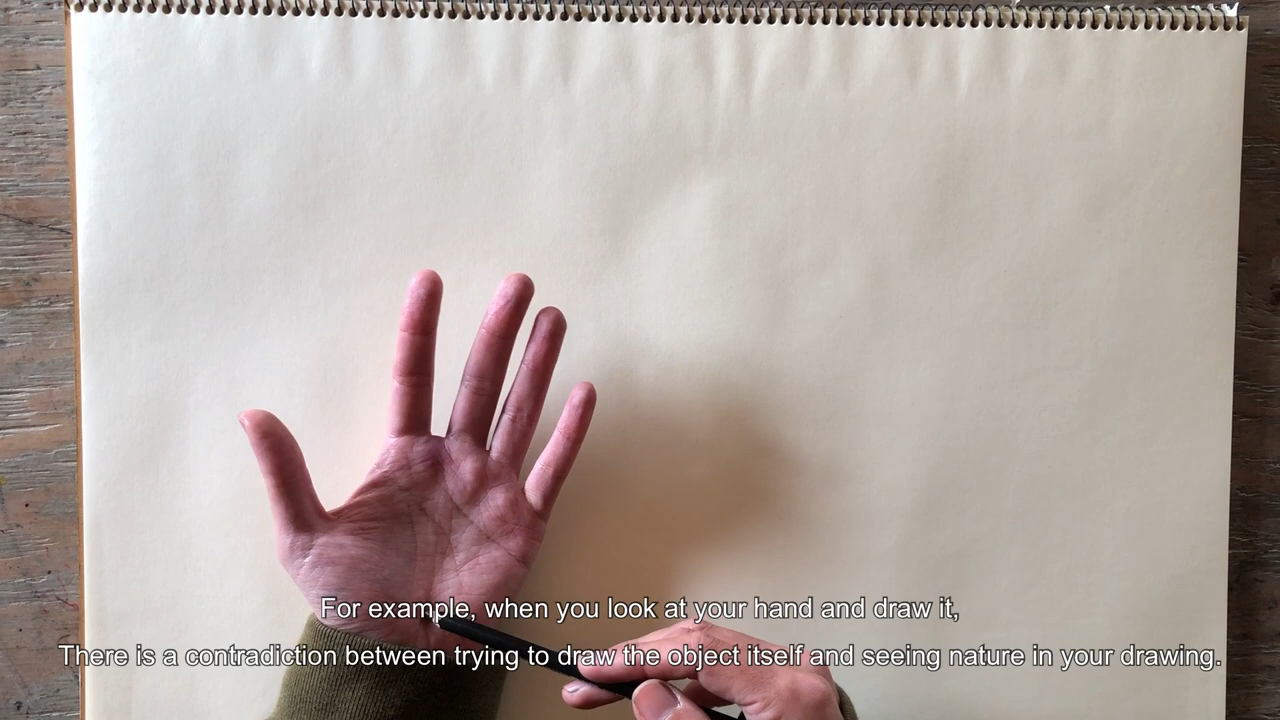 For example, when you look at your hand and draw it,
There is a contradiction between trying to draw the object itself and seeing nature in your drawing.